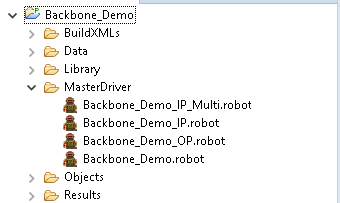 Backbone_Demo
BuildXMLs
Data
Library
MasterDriver
Backbone_Demo_IP_Multi.robot
Backbone_Demo_IP.robot
Backbone_Demo_OP.robot
Backbone_Demo.robot
Objects
Results